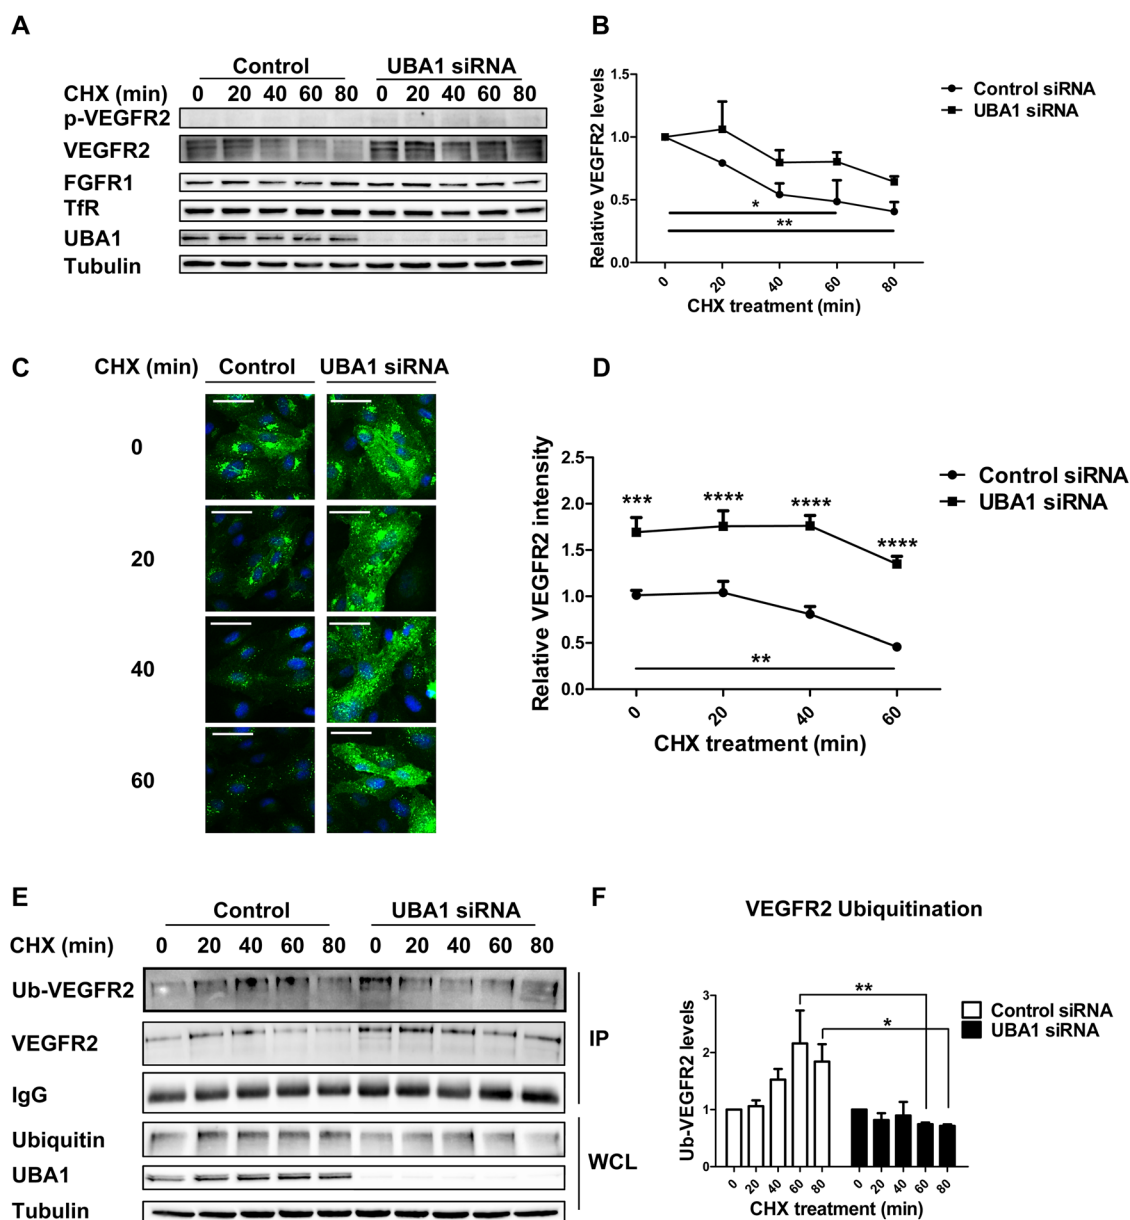 A
Control UBA1 siRNA
CHX (min) 0 20 40 60 80 0 20 40 60 80
p-VEGFR2
VEGFR2
FGFR1
TfR
UBA1
Tubulin
B
Relative VEGFR2 levels
1.5
1.0
0.5
0.0
*
**
0 20 40 60 80
CHX treatment (min)
Control siRNA
UBA1 siRNA
C
CHX (min) Control UBA1 siRNA
0
20
40
60
D
Relative VEGFR2 intensity
2.5
2.0
1.5
1.0
0.5
0.0
*** **** **** ****
**
0 20 40 60
CHX treatment (min)
Control siRNA
UBA1 siRNA
E
Control UBA1 siRNA
CHX (min) 0 20 40 60 80 0 20 40 60 80
Ub-VEGFR2
VEGFR2
IgG
IP
Ubiquitin
UBA1
Tubulin
WCL
F
VEGFR2 Ubiquitination
Ub-VEGFR2 levels
3
2
1
0
**
*
0 20 40 60 80 0 20 40 60 80
CHX treatment (min)
Control siRNA
UBA1 siRNA